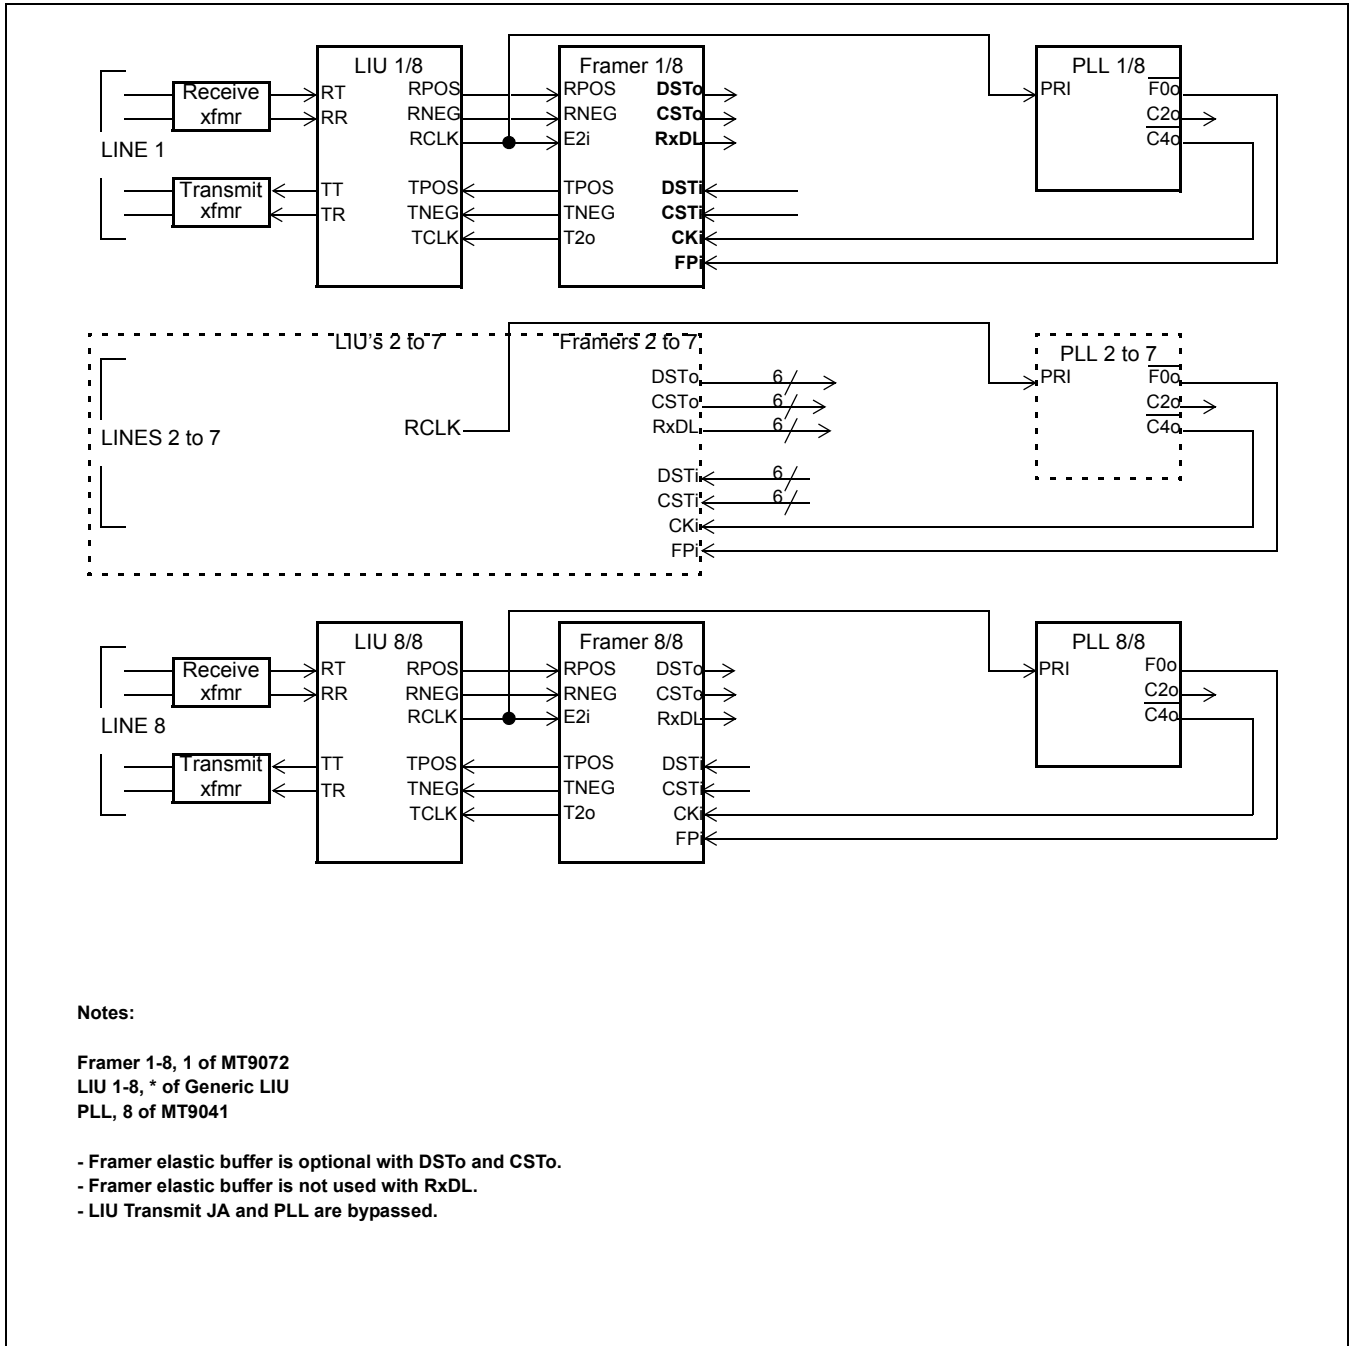 LIU 1/8 Framer 1/8 PLL 1/8
Receive xfmr RT RPOS RPOS DSTo PRI F0o
RR RNEG RNEG CSTo C2o
RCLK E2i RxDL C4o
LINE 1
Transmit xfmr TT TPOS TPOS DSTi
TR TNEG TNEG CSTi
TCLK T2o CKi
FPi
LIU's 2 to 7 Framers 2 to 7 PLL 2 to 7
DSTo 6 PRI F0o
CSTo 6 C2o
LINES 2 to 7 RCLK RxDL 6 C4o
DSTi 6
CSTi 6
CKi
FPi
LIU 8/8 Framer 8/8 PLL 8/8
Receive xfmr RT RPOS RPOS DSTo PRI F0o
RR RNEG RNEG CSTo C2o
RCLK E2i RxDL C4o
LINE 8
Transmit xfmr TT TPOS TPOS DSTi
TR TNEG TNEG CSTi
TCLK T2o CKi
FPi
Notes:
Framer 1-8, 1 of MT9072
LIU 1-8, * of Generic LIU
PLL, 8 of MT9041
- Framer elastic buffer is optional with DSTo and CSTo.
- Framer elastic buffer is not used with RxDL.
- LIU Transmit JA and PLL are bypassed.